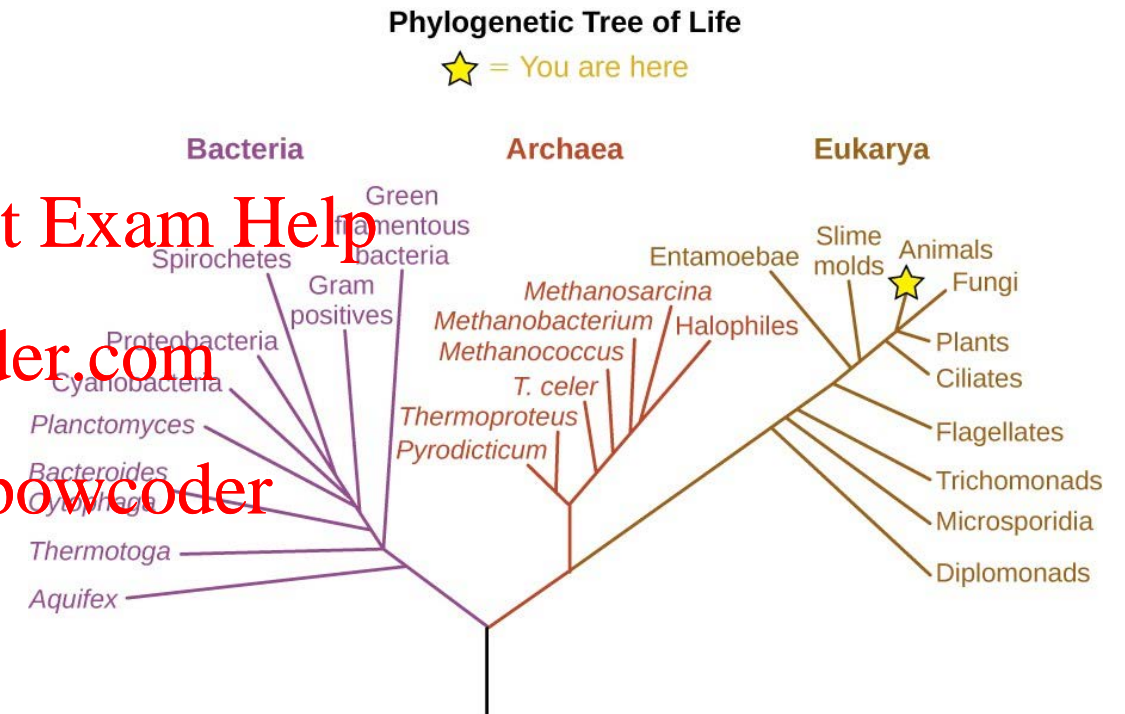 Phylogenetic Tree of Life
= You are here
Bacteria
Archaea
Eukarya
Green
filamentous
bacteria
t Exam Help
Spirochetes
Gram
positives
Proteobacteria
der.com
Cyanobacteria
Planctomyces
Bacteroides
Cytophaga
powcoder
Thermotoga
Aquifex
Methanosarcina
Methanobacterium
Halophiles
Methanococcus
T. celer
Thermoproteus
Pyrodicticum
Entamoebae
Slime
molds
Animals
Fungi
Plants
Ciliates
Flagellates
Trichomonads
Microsporidia
Diplomonads